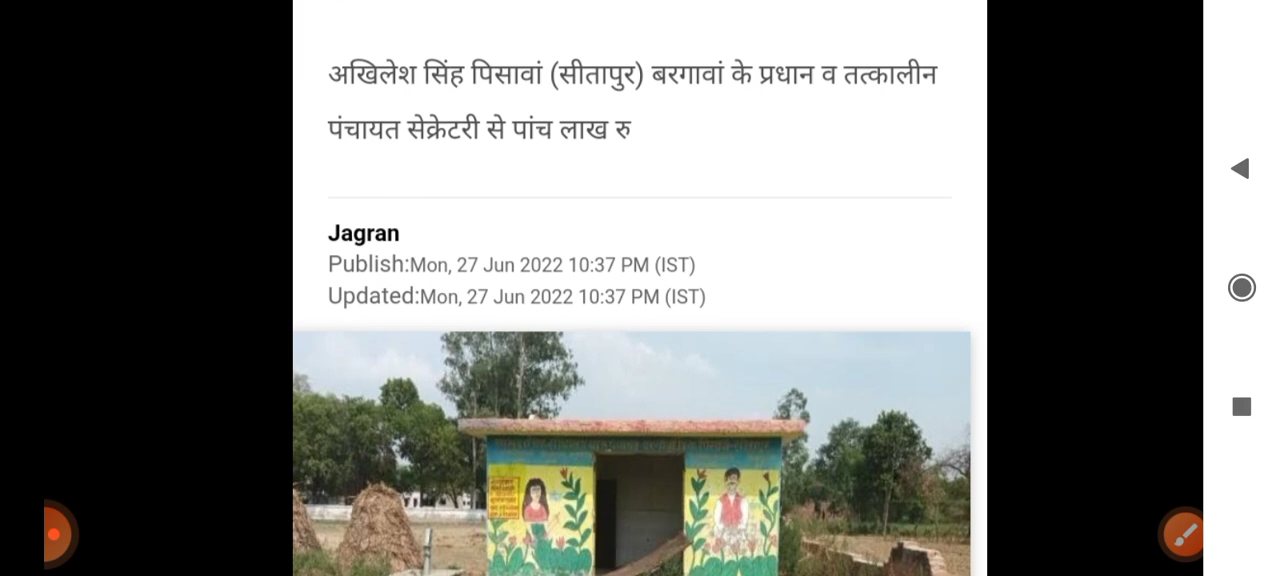 अखिलेश सिंह पिसावां (सीतापुर) बरगावां के प्रधान व तत्कालीन
पंचायत सेक्रेटरी से पांच लाख रु
Jagran
Publish:Mon, 27 Jun 2022 10:37 PM (IST)
Updated:Mon, 27 Jun 2022 10:37 PM (IST)